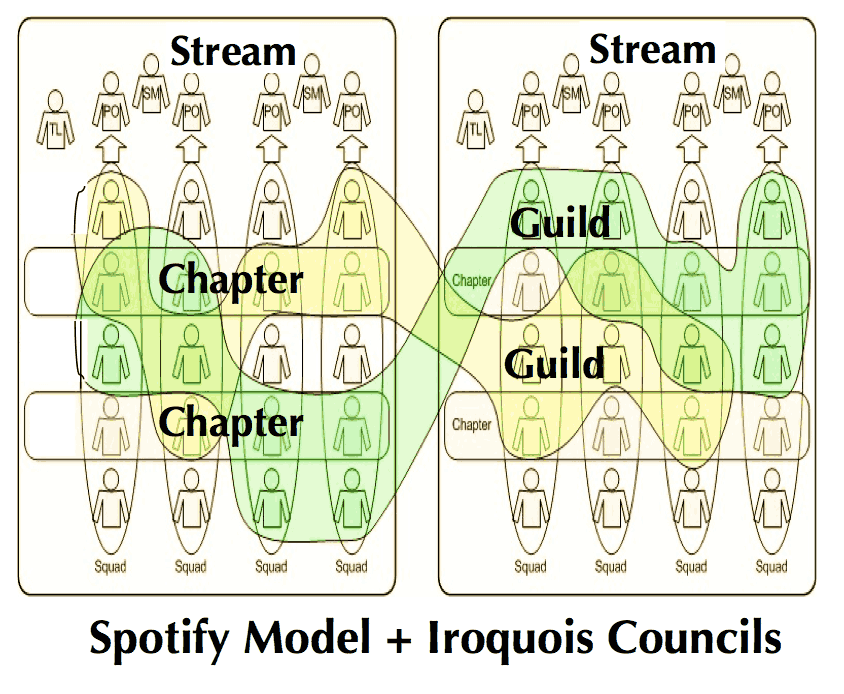 Stream Stream
SM SM SM SM
PO PO PO PO PO PO PO PO
TL TL
Guild
Chapter Chapter
Guild
Chapter Chapter
Squad Squad Squad Squad Squad Squad Squad Squad
Spotify Model + Iroquois Councils